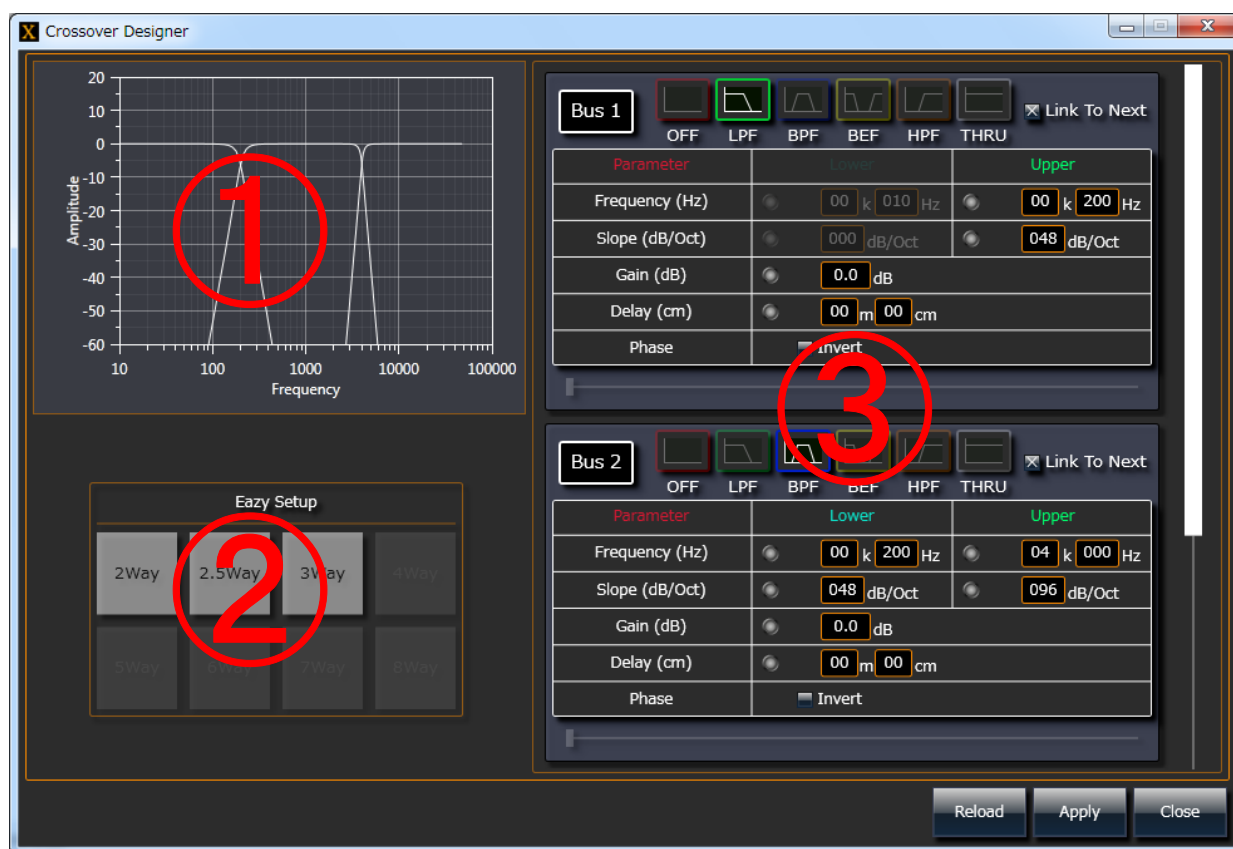 X Crossover Designer
20
10
0
-10
-20
-30
-40
-50
-60
Amplitude
10 100 1000 10000 100000
Frequency
①
Eazy Setup
2Way 2.5Way 3Way 4Way
5Way 6Way 7Way 8Way
②
Bus 1
OFF LPF BPF BEF HPF THRU
Link To Next
Parameter Lower Upper
Frequency (Hz) 00 k 010 Hz 00 k 200 Hz
Slope (dB/Oct) 000 dB/Oct 048 dB/Oct
Gain (dB) 0.0 dB
Delay (cm) 00 m 00 cm
Phase Invert
③
Bus 2
OFF LPF BPF BEF HPF THRU
Link To Next
Parameter Lower Upper
Frequency (Hz) 00 k 200 Hz 04 k 000 Hz
Slope (dB/Oct) 048 dB/Oct 096 dB/Oct
Gain (dB) 0.0 dB
Delay (cm) 00 m 00 cm
Phase Invert
Reload Apply Close